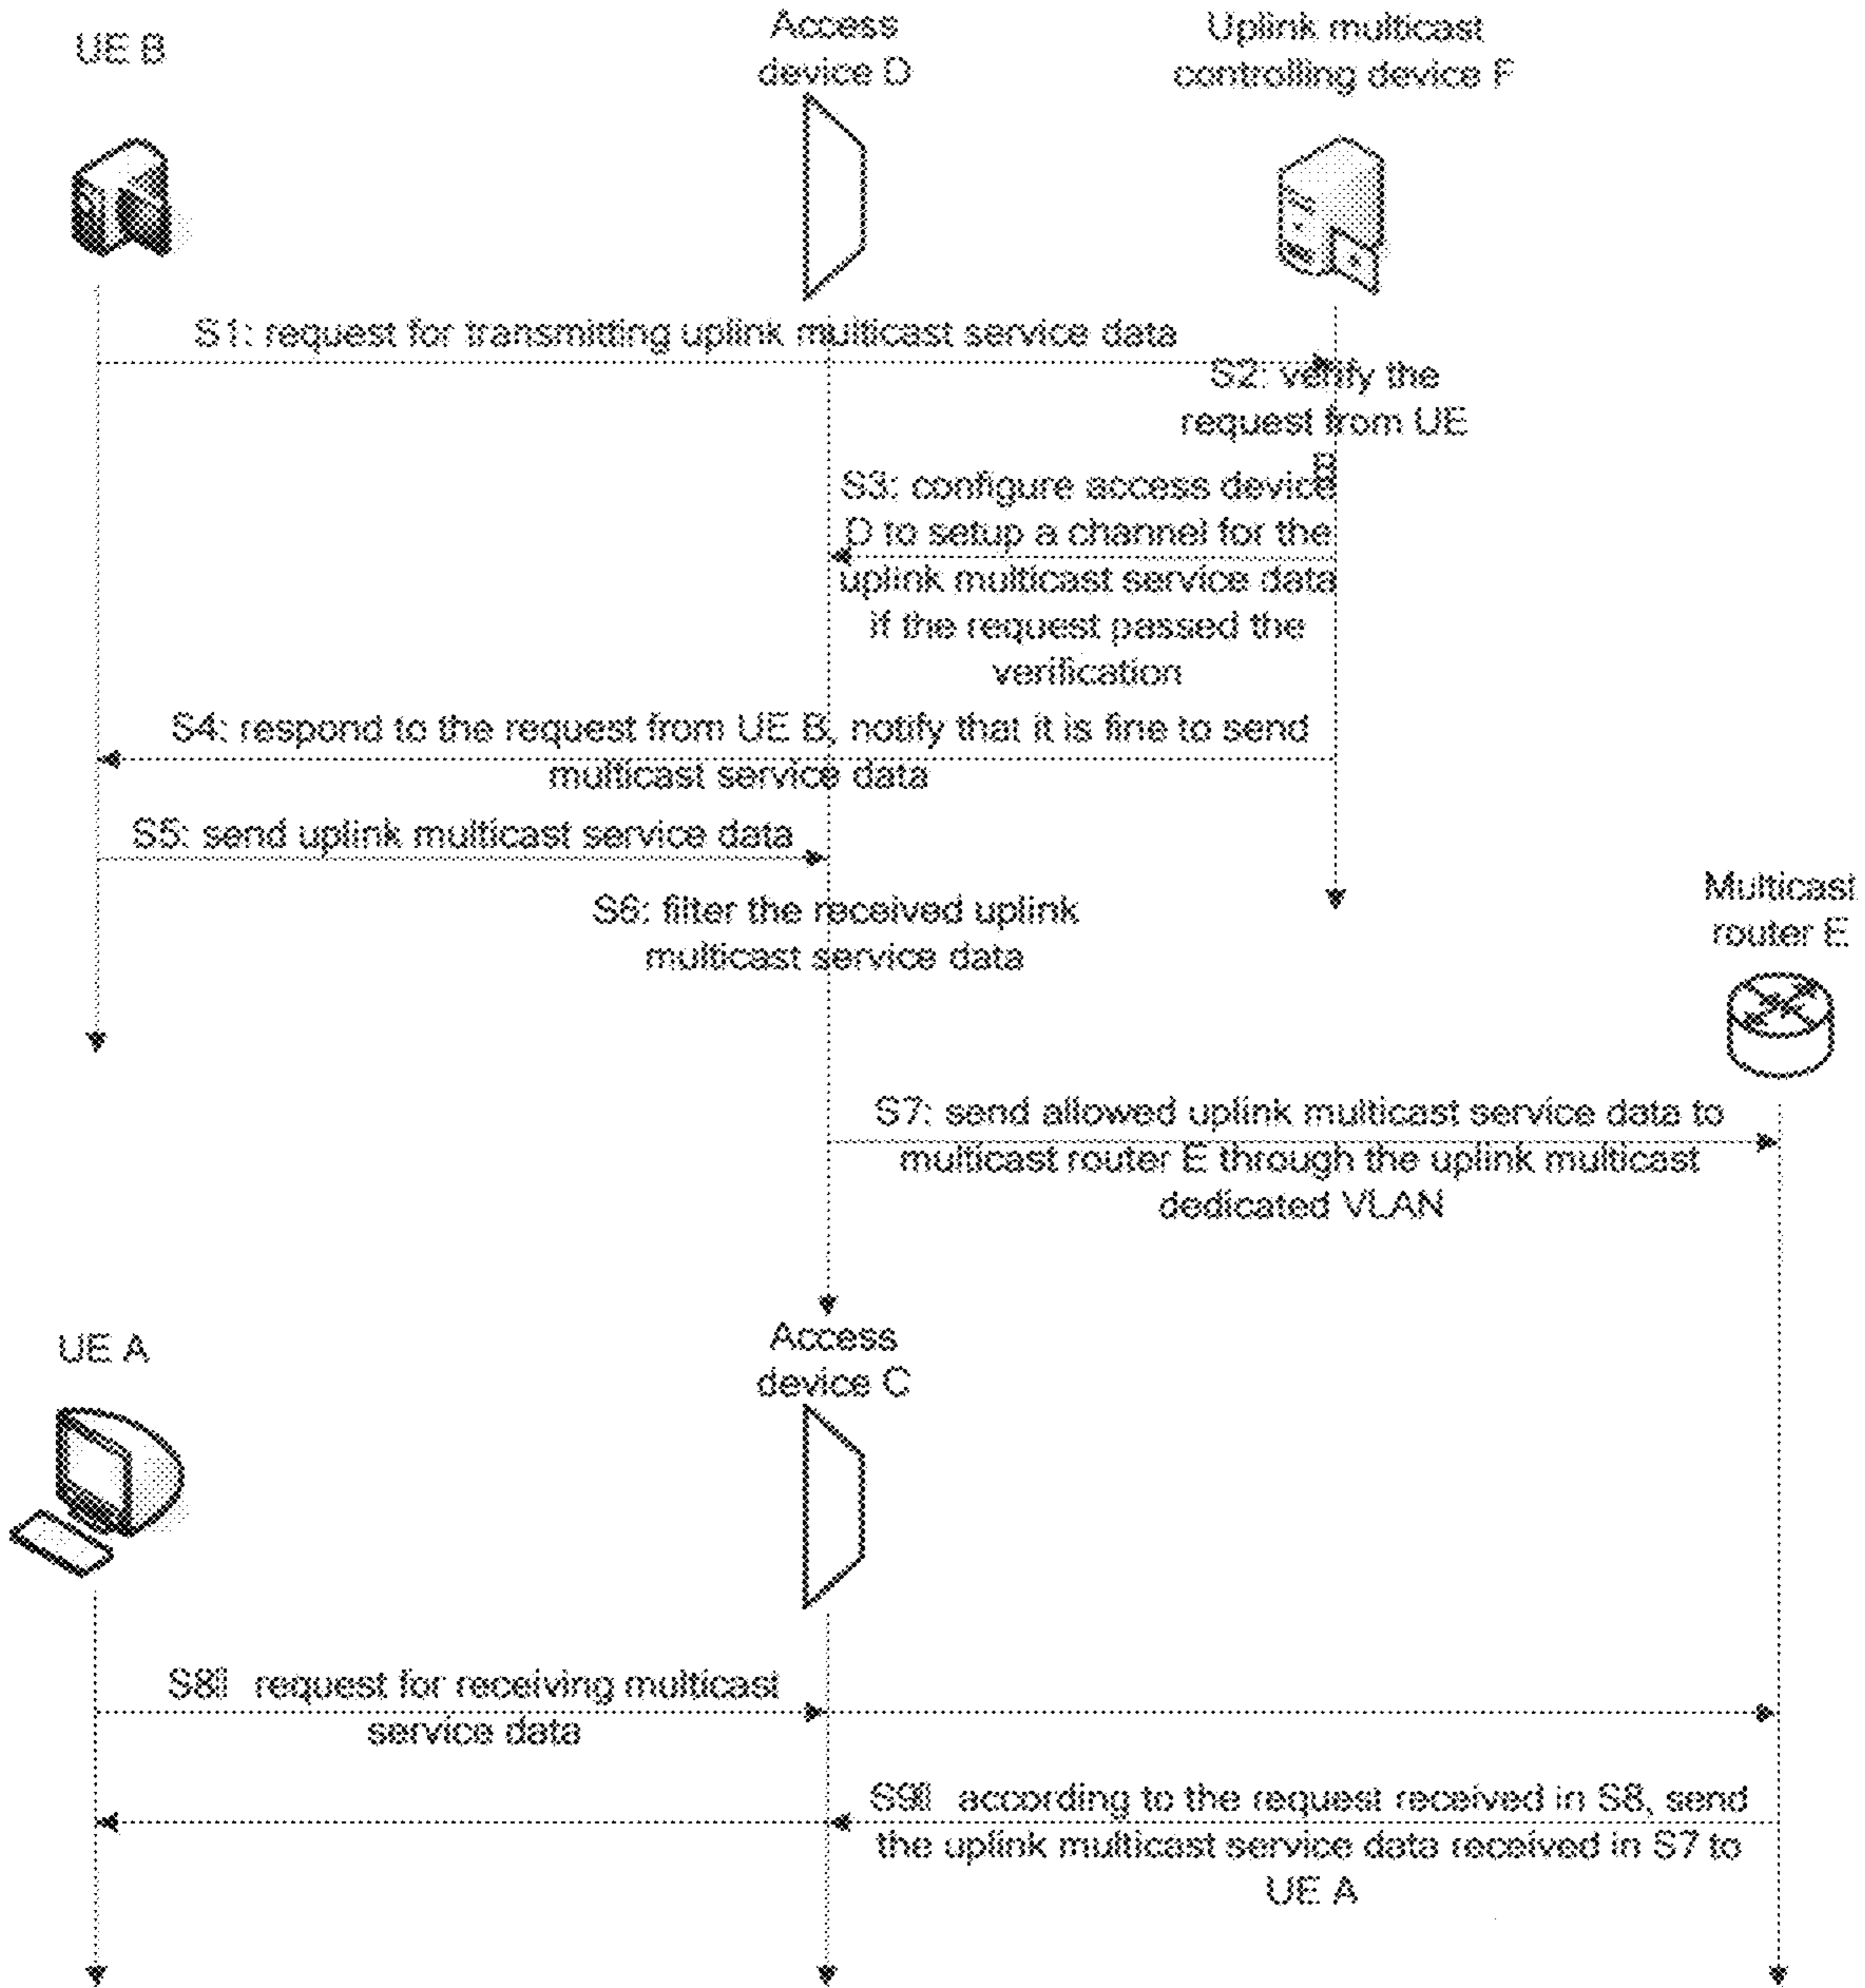 UE B
Access
device D
Uplink multicast
controlling device F
S1: request for transmitting uplink multicast service data
S2: verify the
request from UE
B
S3: configure access device
D to setup a channel for the
uplink multicast service data
if the request passed the
verification
S4: respond to the request from UE B, notify that it is fine to send
multicast service data
S5: send uplink multicast service data
S6: filter the received uplink
multicast service data
Multicast
router E
S7: send allowed uplink multicast service data to
multicast router E through the uplink multicast
dedicated VLAN
UE A
Access
device C
S8 request for receiving multicast
service data
S9 according to the request received in S8, send
the uplink multicast service data received in S7 to
UE A